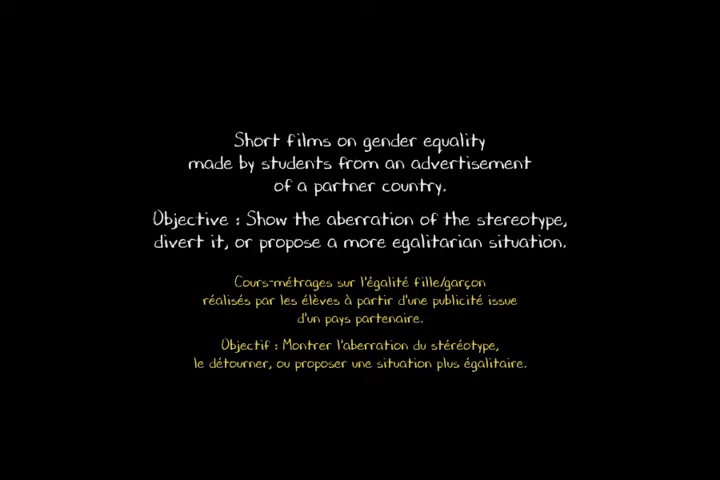 Short films on gender equality
made by students from an advertisement
of a partner country.
Objective : Show the aberration of the stereotype,
divert it, or propose a more egalitarian situation.
Cours-métrages sur l'égalité fille/garçon
réalisés par les élèves à partir d'une publicité issue
d'un pays partenaire.
Objectif : Montrer l'aberration du stéréotype,
le détourner, ou proposer une situation plus égalitaire.